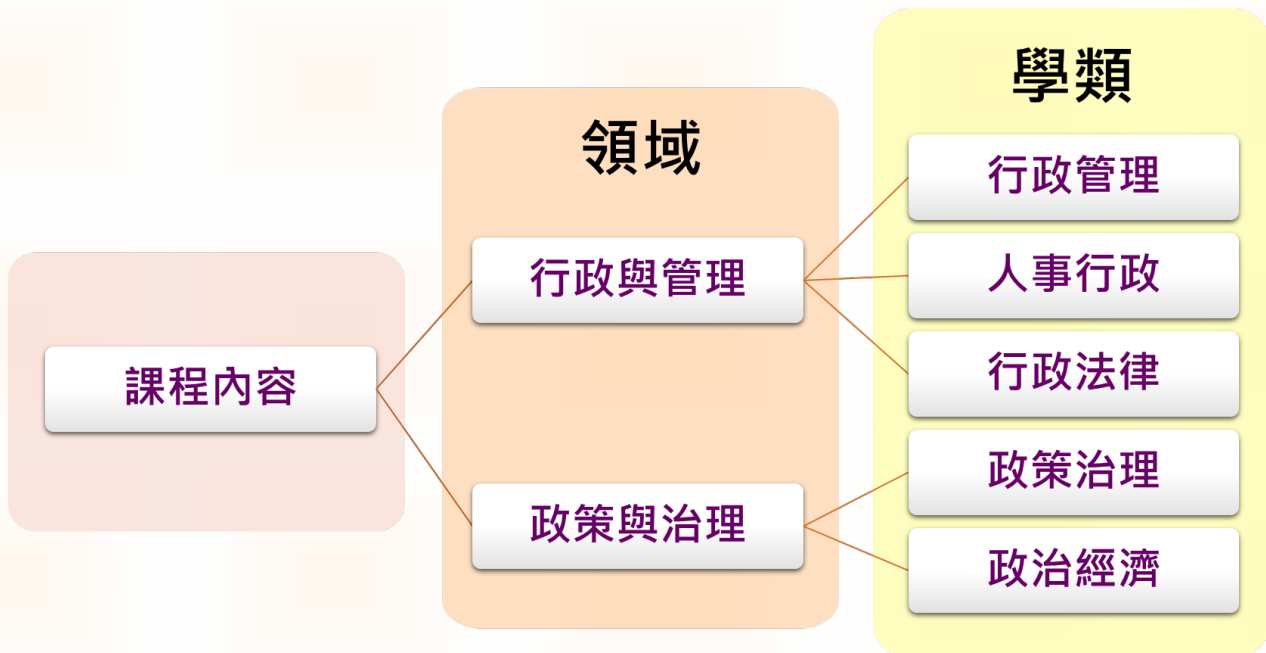 學類
領域
行政管理
行政與管理
人事行政
課程內容
行政法律
政策與治理
政策治理
政治經濟